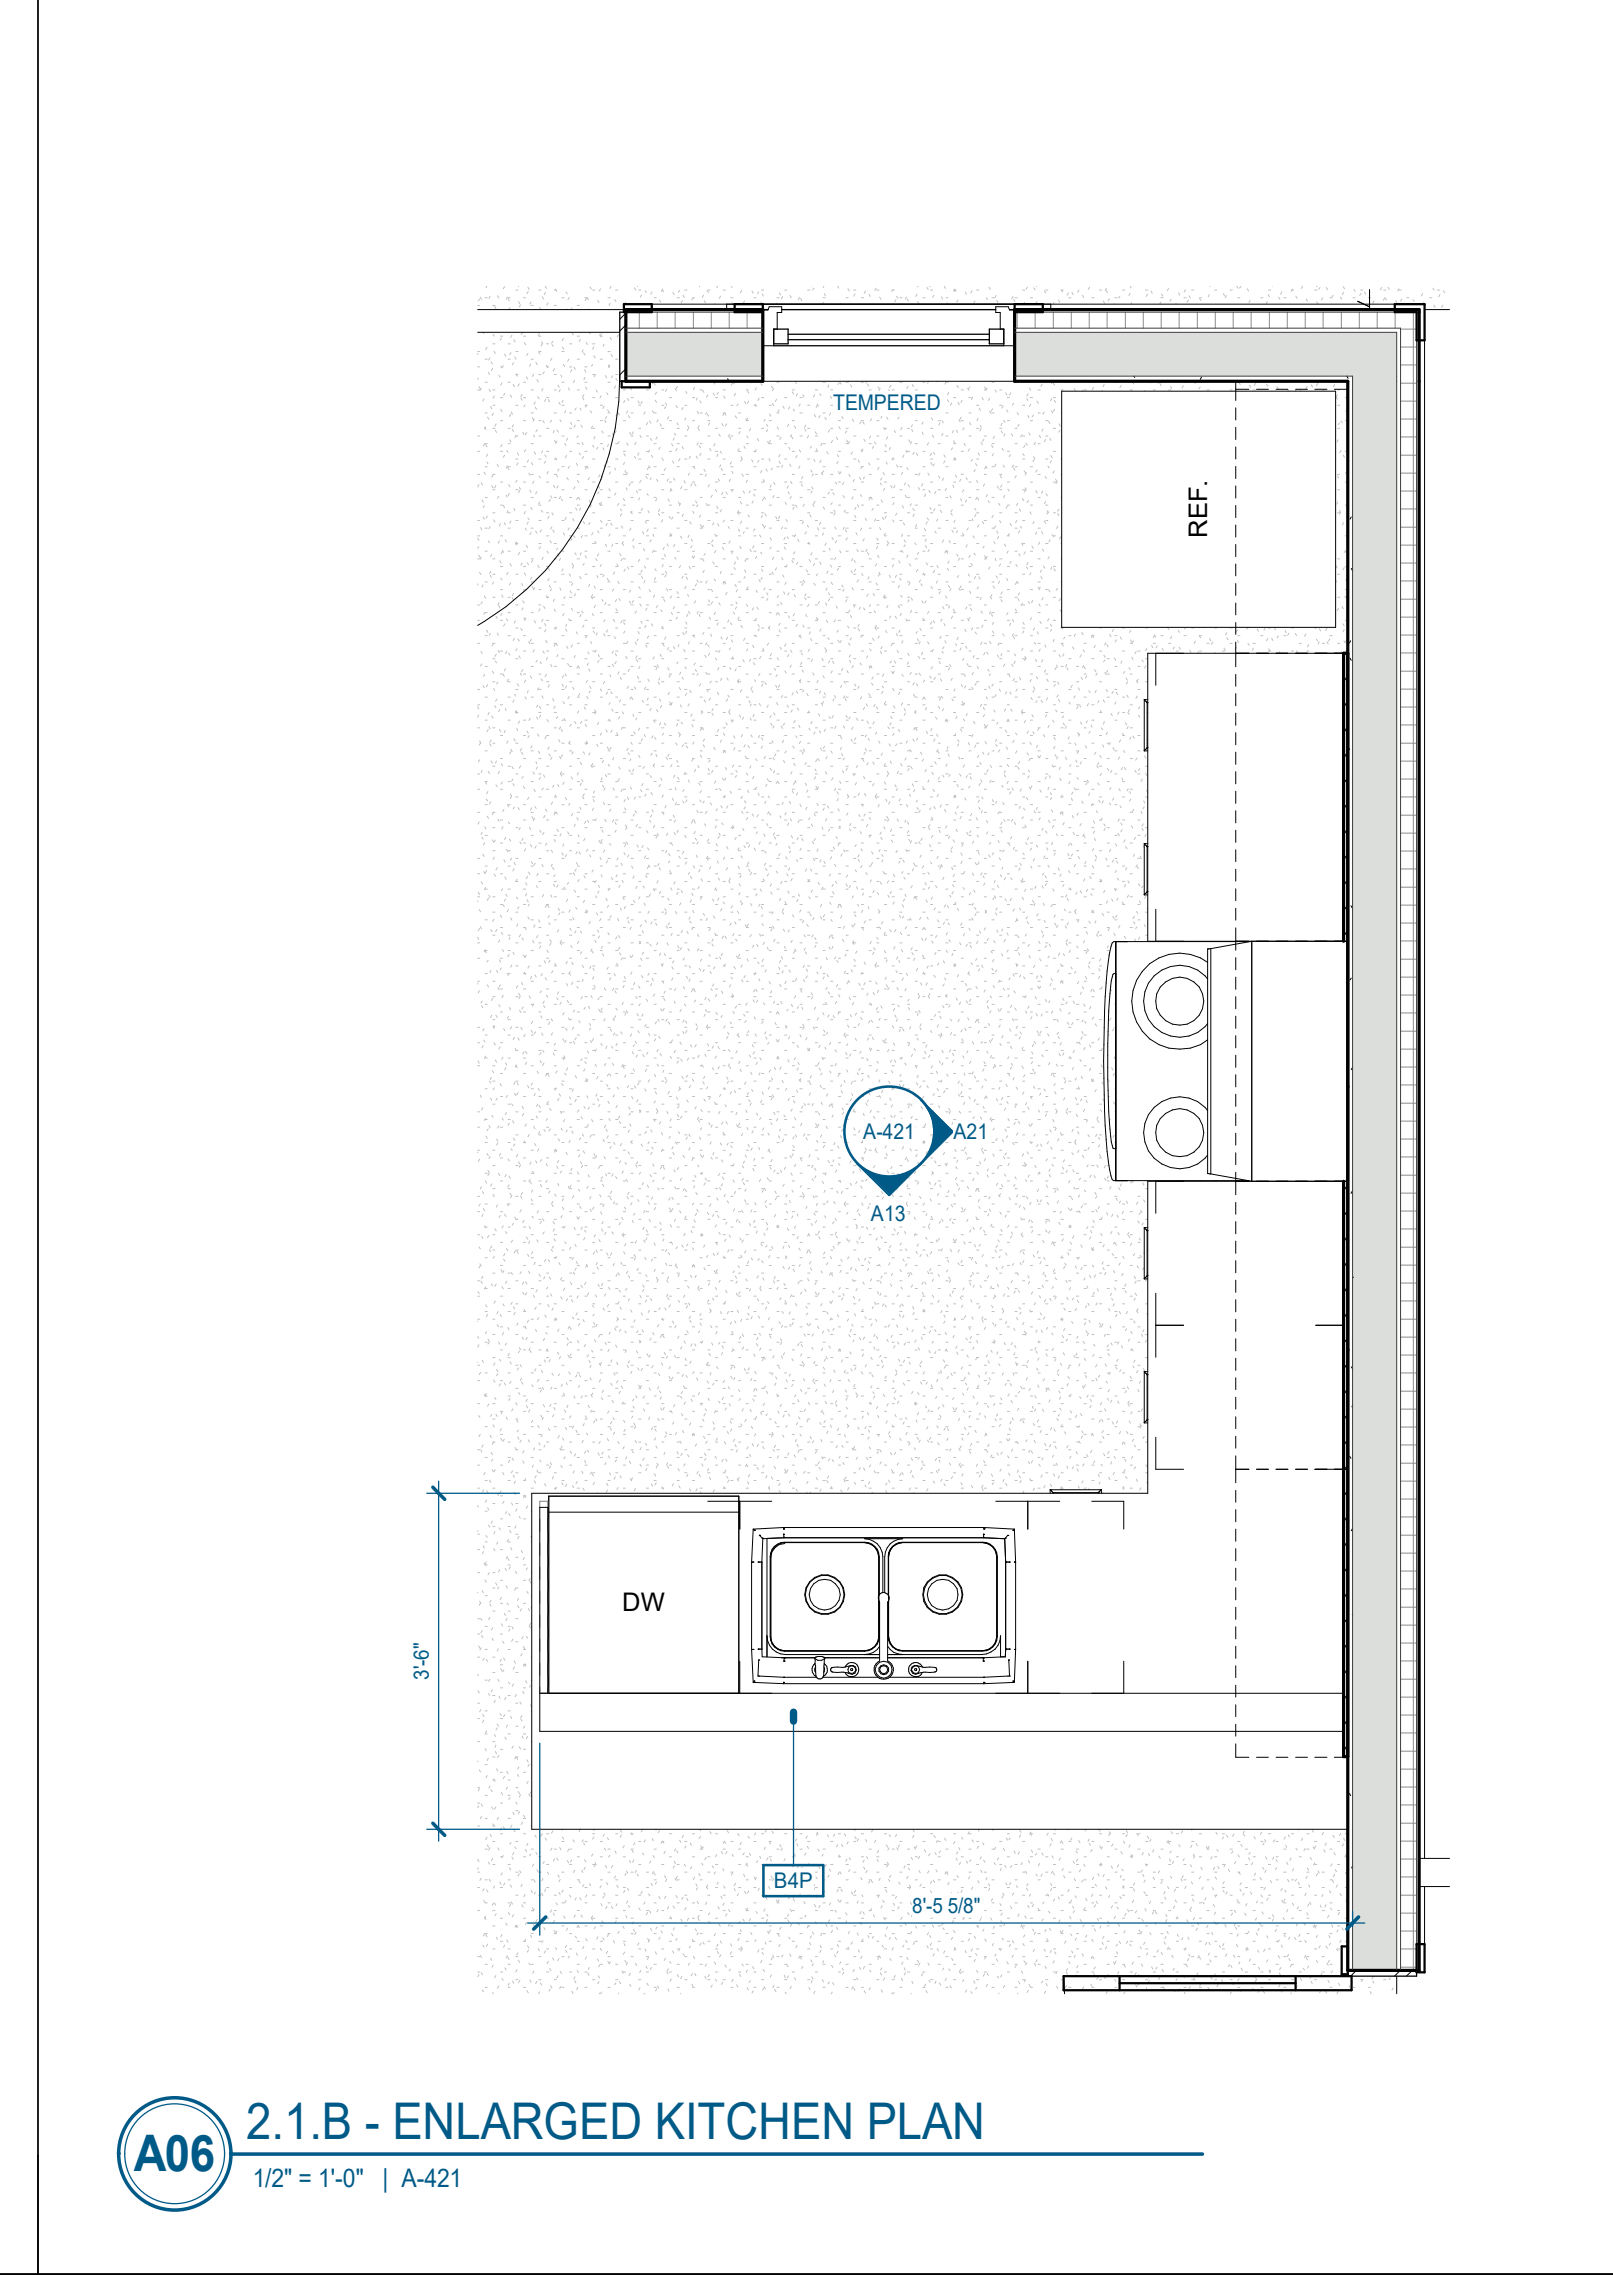 TEMPERED
REF.
A-421
A21
A13
DW
3'-6"
B4P
8'-5 5/8"
A06
2.1.B - ENLARGED KITCHEN PLAN
1/2" = 1'-0" | A-421